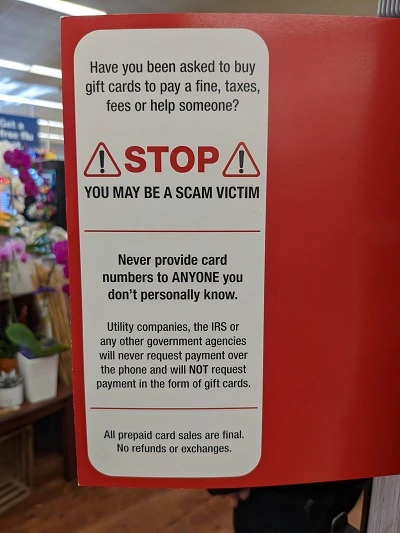 Get a
free flu
Have you been asked to buy
gift cards to pay a fine, taxes,
fees or help someone?
STOP
YOU MAY BE A SCAM VICTIM
Never provide card
numbers to ANYONE you
don't personally know.
Utility companies, the IRS or
any other government agencies
will never request payment over
the phone and will NOT request
payment in the form of gift cards.
All prepaid card sales are final.
No refunds or exchanges.